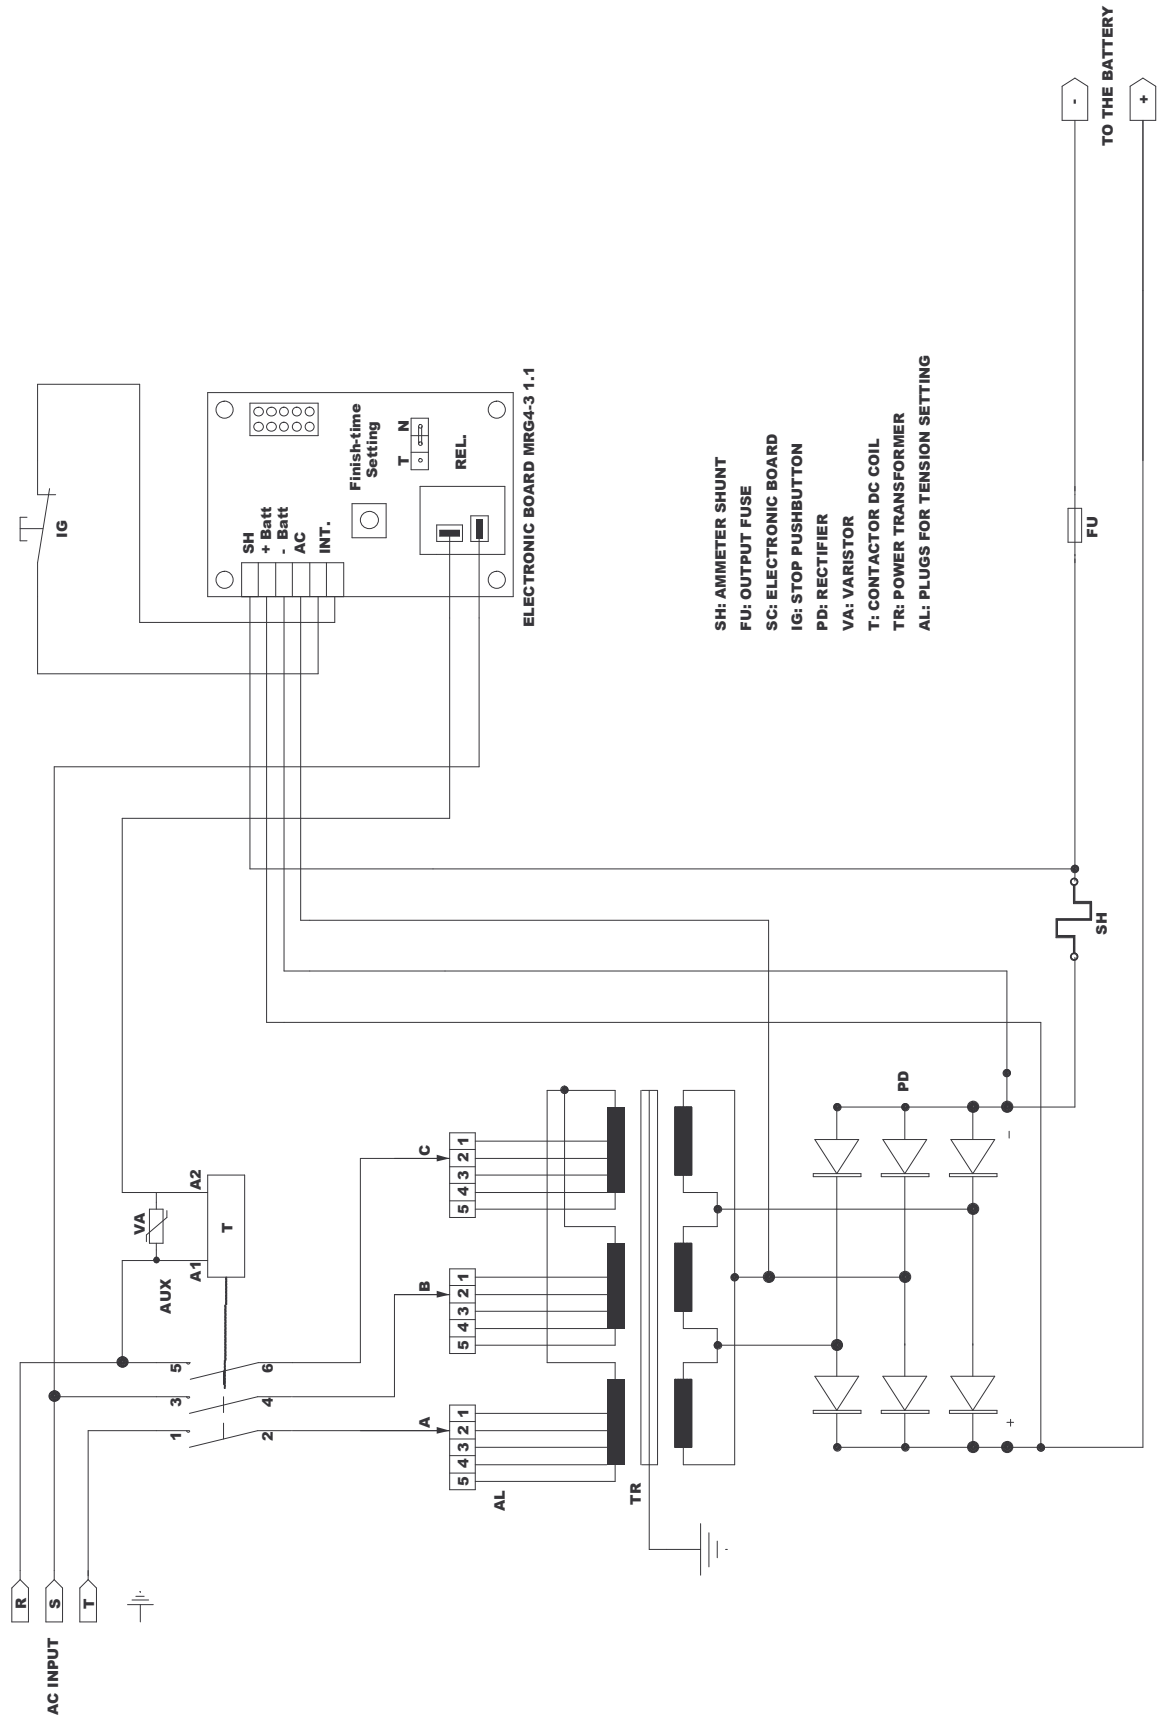 AC INPUT
R
S
T
IG
1
3
5
2
4
6
AUX
VA
A1
A2
T
SH
+ Batt
- Batt
AC
INT.
Finish-time
Setting
T N
REL.
ELECTRONIC BOARD MRG4-3 1.1
A
B
C
5 4 3 2 1
5 4 3 2 1
5 4 3 2 1
AL
TR
SH: AMMETER SHUNT
FU: OUTPUT FUSE
SC: ELECTRONIC BOARD
IG: STOP PUSHBUTTON
PD: RECTIFIER
VA: VARISTOR
T: CONTACTOR DC COIL
TR: POWER TRANSFORMER
AL: PLUGS FOR TENSION SETTING
PD
+
-
SH
FU
-
TO THE BATTERY
+